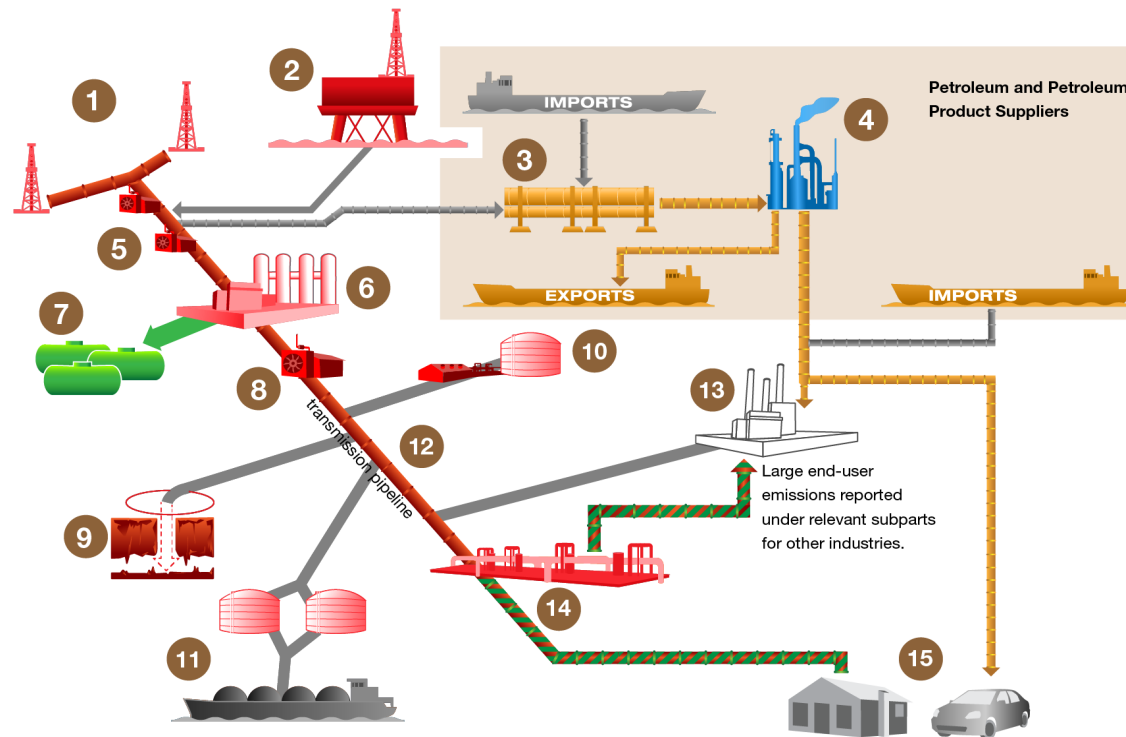 1
2
IMPORTS
Petroleum and Petroleum
Product Suppliers
3
4
5
6
EXPORTS
IMPORTS
7
8
10
transmission pipeline
12
13
Large end-user
emissions reported
under relevant subparts
for other industries.
9
14
11
15